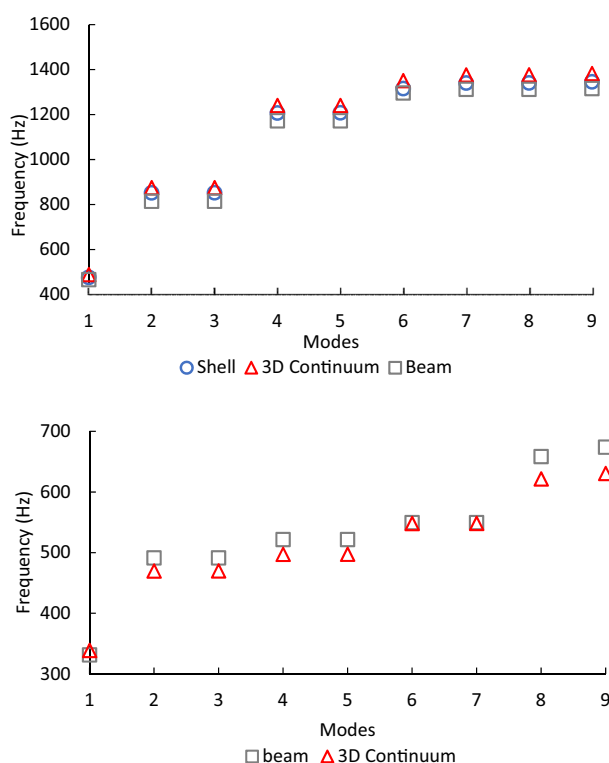 1600
1400
1200
1000
800
600
400
Frequency (Hz)
1 2 3 4 5 6 7 8 9
Modes
Shell 3D Continuum Beam
700
600
500
400
300
Frequency (Hz)
1 2 3 4 5 6 7 8 9
Modes
beam 3D Continuum